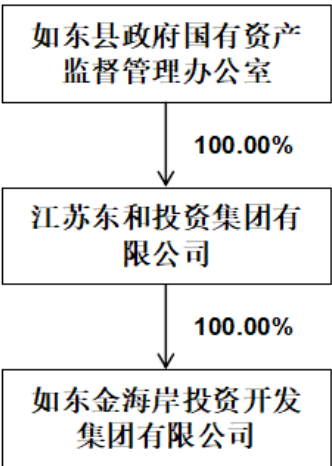 如东县政府国有资产
监督管理办公室
100.00%
江苏东和投资集团有
限公司
100.00%
如东金海岸投资开发
集团有限公司